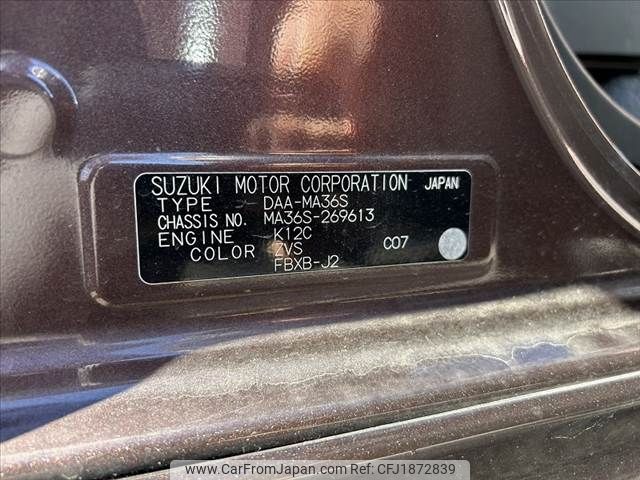 SUZUKI MOTOR CORPORATION JAPAN
TYPE DAA-MA36S
CHASSIS NO. MA36S-269613
ENGINE K12C
COLOR ZVS C07
FBXB-J2
www.CarFromJapan.com Ref: CFJ1872839